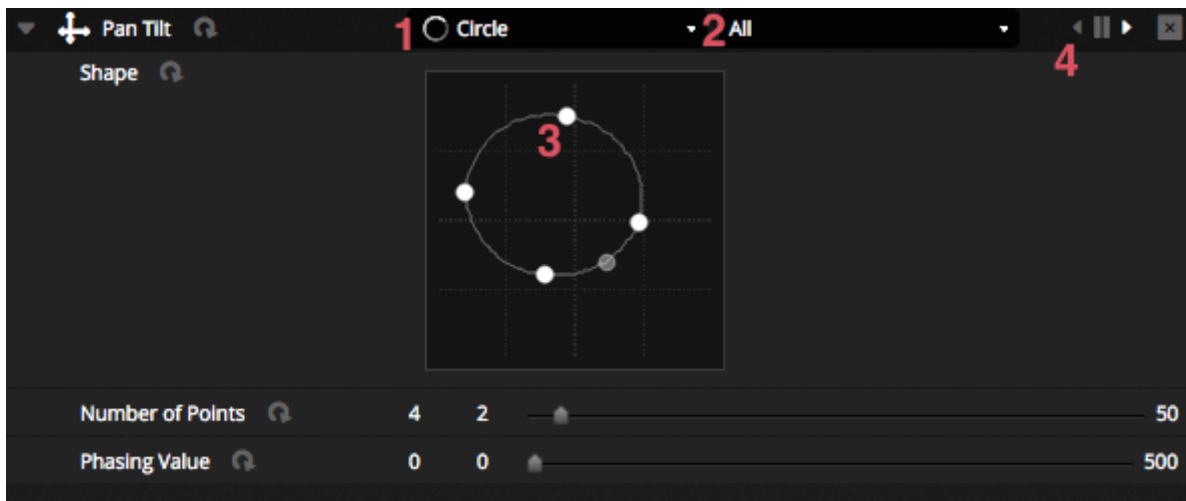 Pan Tilt 1 Circle 2 All
4
Shape
3
Number of Points 4 2 50
Phasing Value 0 0 500